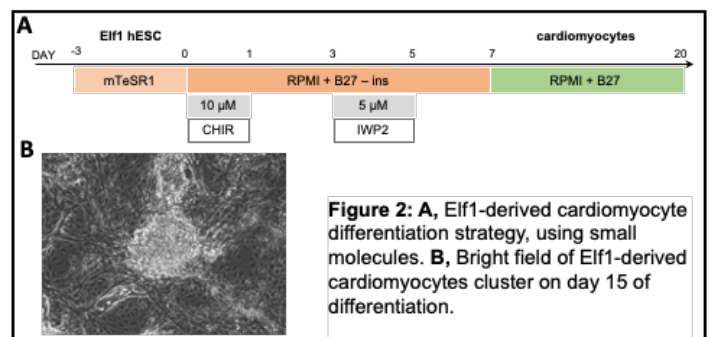 A
Elf1 hESC cardiomyocytes
DAY -3 0 1 3 5 7 20
mTeSR1 RPMI + B27 – ins RPMI + B27
10 µM 5 µM
CHIR IWP2
B
Figure 2: A, Elf1-derived cardiomyocyte
differentiation strategy, using small
molecules. B, Bright field of Elf1-derived
cardiomyocytes cluster on day 15 of
differentiation.